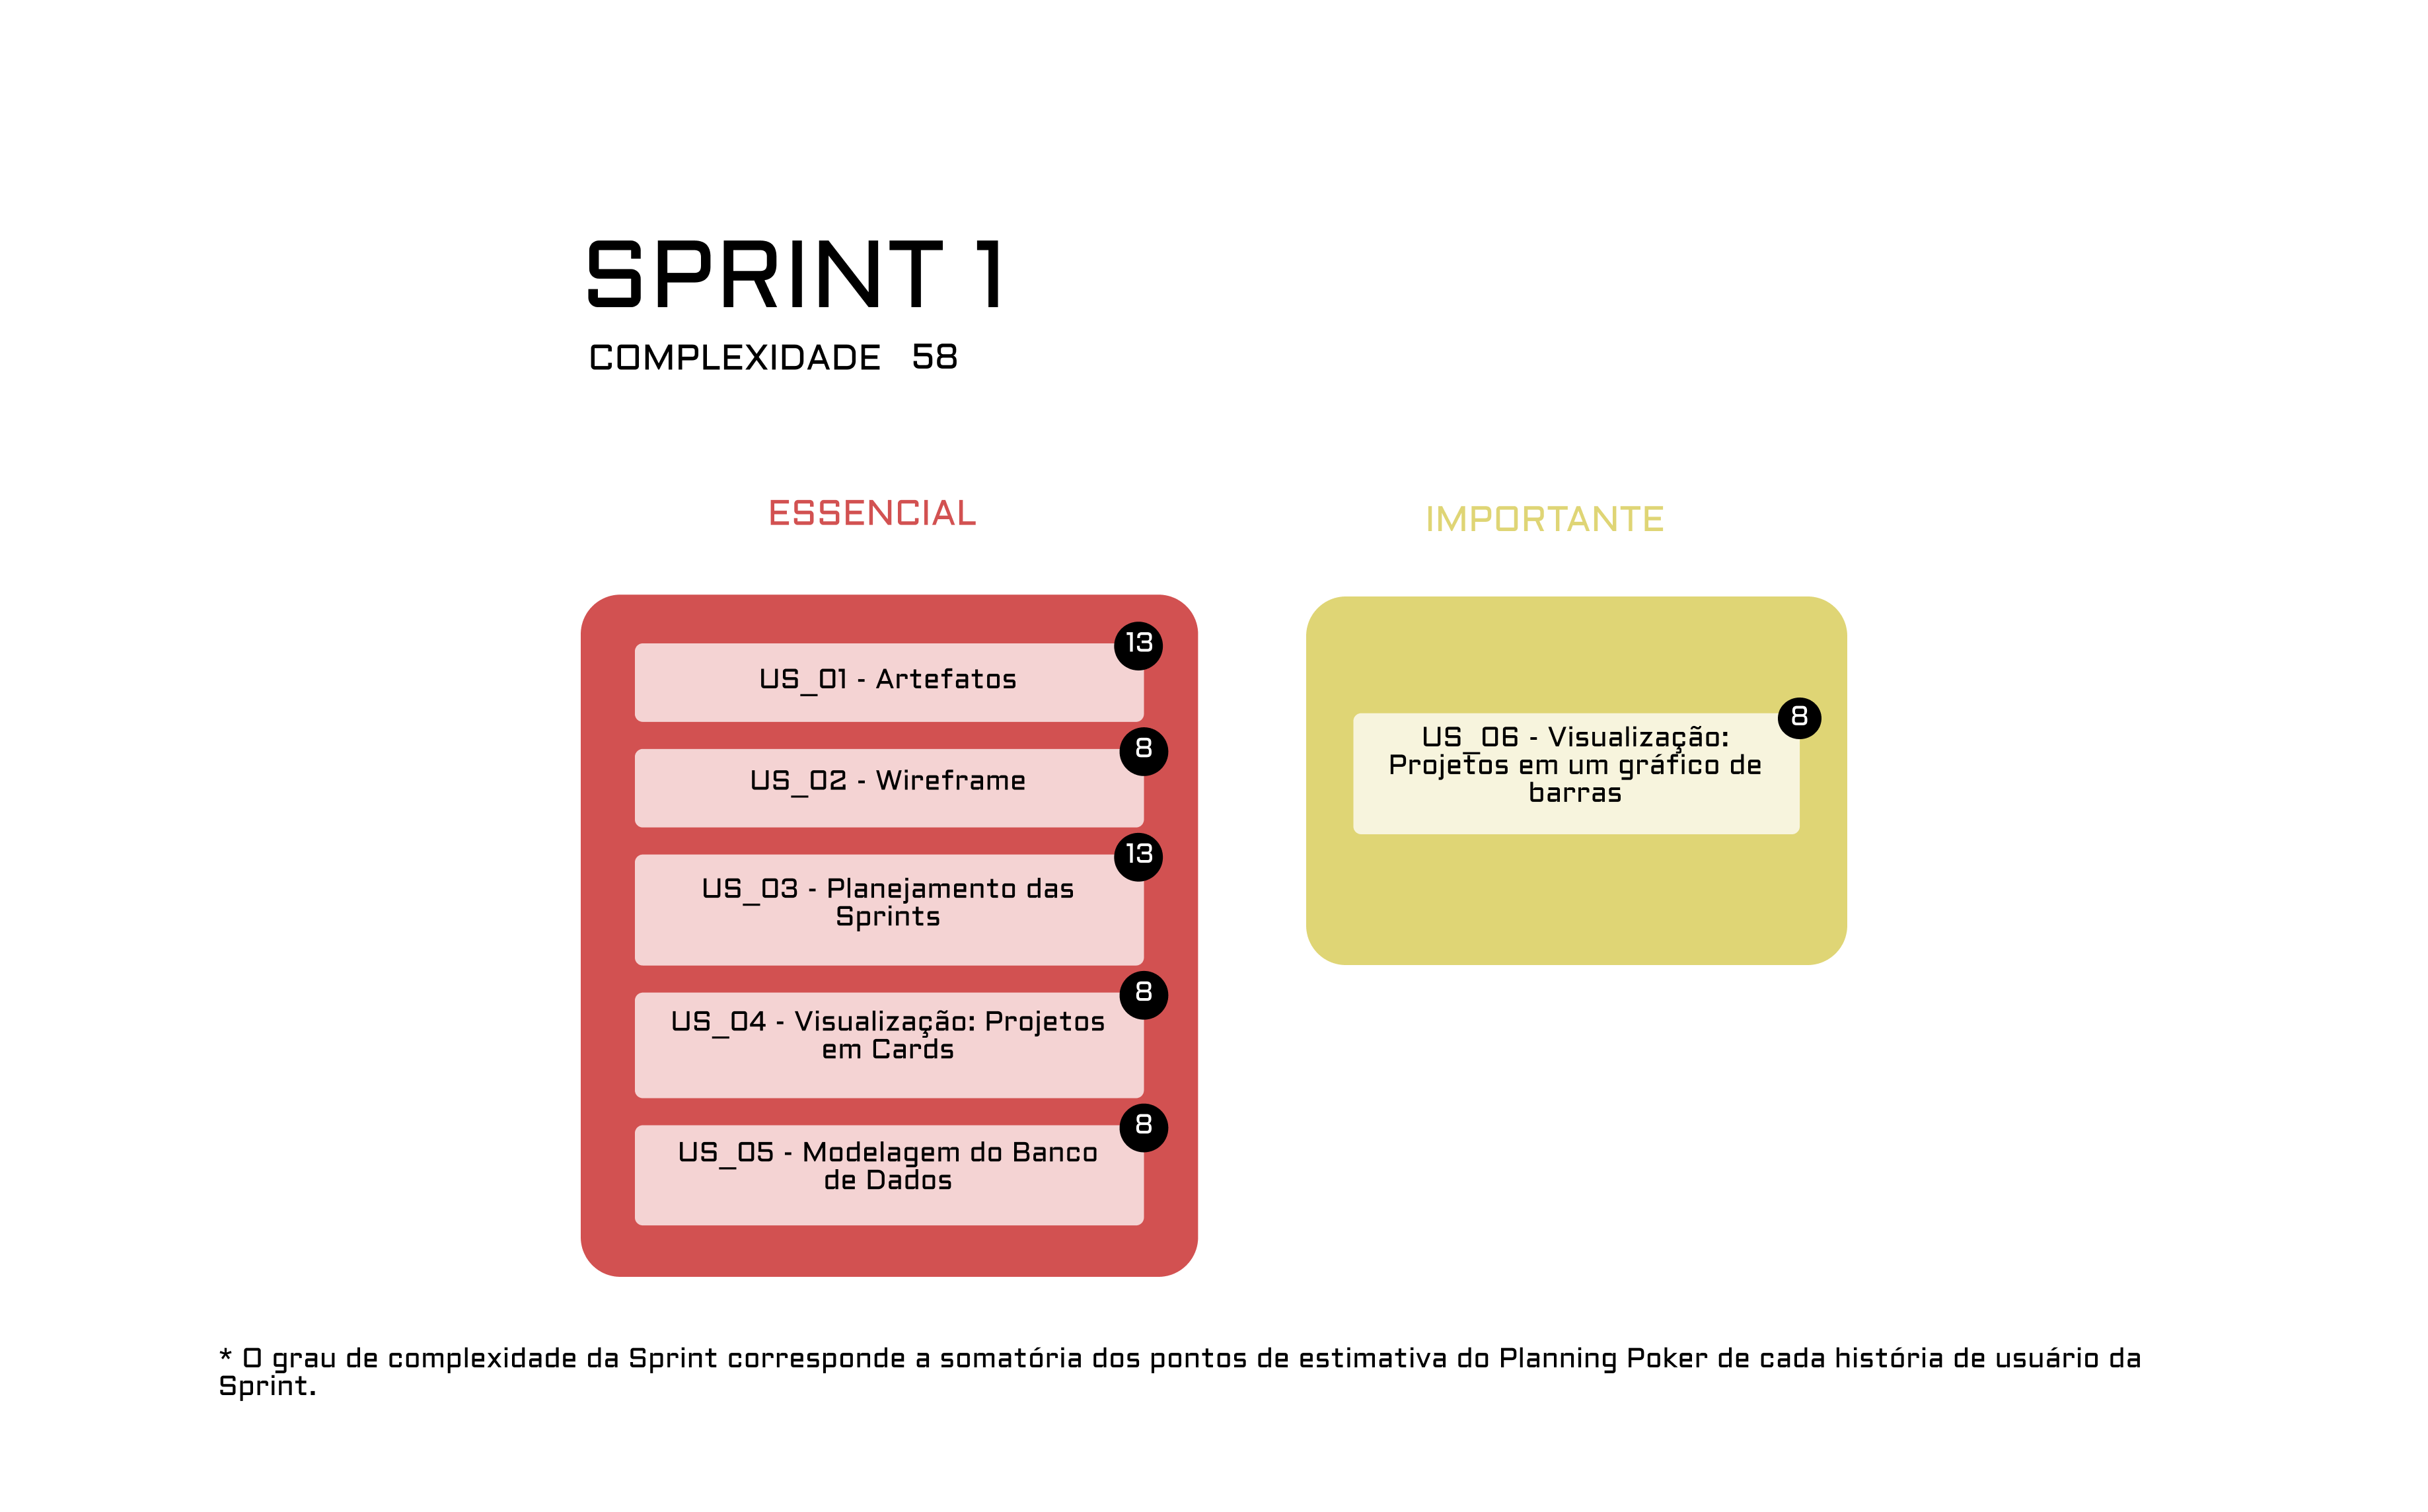 SPRINT 1
COMPLEXIDADE 58
ESSENCIAL
13
US_01 - Artefatos
8
US_02 - Wireframe
13
US_03 - Planejamento das
Sprints
8
US_04 - Visualização: Projetos
em Cards
8
US_05 - Modelagem do Banco
de Dados
IMPORTANTE
8
US_06 - Visualização:
Projetos em um gráfico de
barras
* O grau de complexidade da Sprint corresponde a somatória dos pontos de estimativa do Planning Poker de cada história de usuário da
Sprint.